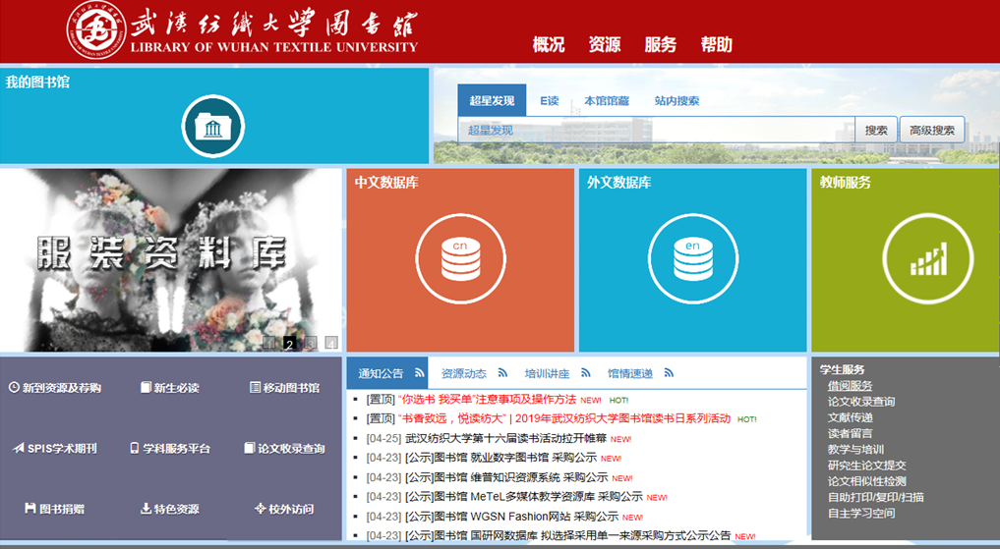 武汉纺织大学图书馆
LIBRARY OF WUHAN TEXTILE UNIVERSITY
概况 资源 服务 帮助
我的图书馆
超星发现 E读 本馆馆藏 站内搜索
超星发现 搜索 高级搜索
服装资料库
1 2 3 4
中文数据库
cn
外文数据库
en
教师服务
新到资源及荐购 新生必读 移动图书馆
SPIS学术期刊 学科服务平台 论文收录查询
图书捐赠 特色资源 校外访问
通知公告 资源动态 培训讲座 馆情速递
[置顶] “你选书 我买单”注意事项及操作方法 NEW! HOT!
[置顶] “书香致远，悦读纺大” | 2019年武汉纺织大学图书馆读书日系列活动 HOT!
[04-25] 武汉纺织大学第十六届读书活动拉开帷幕 NEW!
[04-23] [公示]图书馆 就业数字图书馆 采购公示 NEW!
[04-23] [公示]图书馆 维普知识资源系统 采购公示 NEW!
[04-23] [公示]图书馆 MeTeL多媒体教学资源库 采购公示 NEW!
[04-23] [公示]图书馆 WGSN Fashion网站 采购公示 NEW!
[04-23] [公示]图书馆 国研网数据库 拟选择采用单一来源采购方式公示公告 NEW!
学生服务
借阅服务
论文收录查询
文献传递
读者留言
教学与培训
研究生论文提交
论文相似性检测
自助打印/复印/扫描
自主学习空间